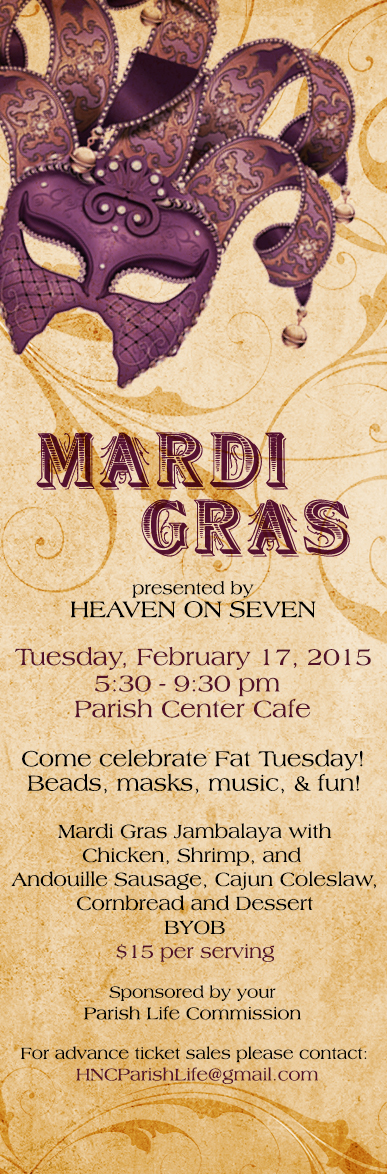 MARDI
GRAS
presented by
HEAVEN ON SEVEN
Tuesday, February 17, 2015
5:30 - 9:30 pm
Parish Center Cafe
Come celebrate Fat Tuesday!
Beads, masks, music, & fun!
Mardi Gras Jambalaya with
Chicken, Shrimp, and
Andouille Sausage, Cajun Coleslaw,
Cornbread and Dessert
BYOB
$15 per serving
Sponsored by your
Parish Life Commission
For advance ticket sales please contact:
HNCParishLife@gmail.com